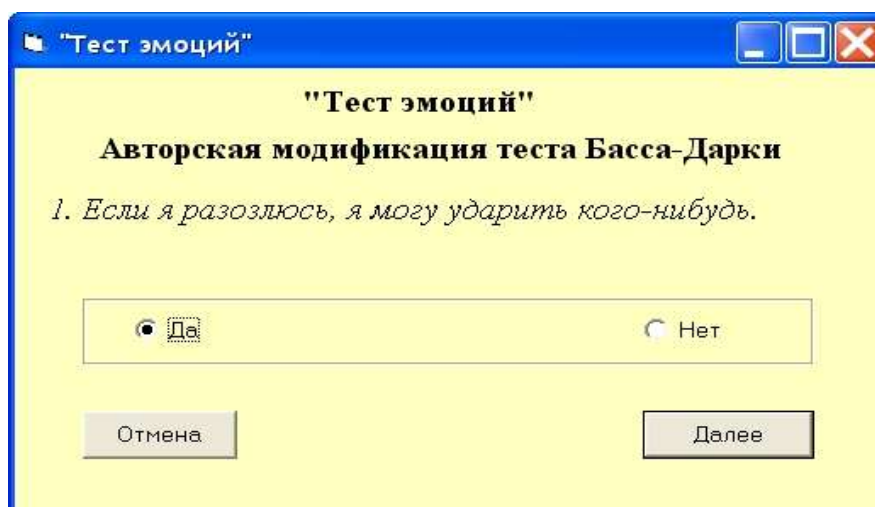 "Тест эмоций"
"Тест эмоций"
Авторская модификация теста Басса-Дарки
1. Если я разозлюсь, я могу ударить кого-нибудь.
Да Нет
Отмена Далее